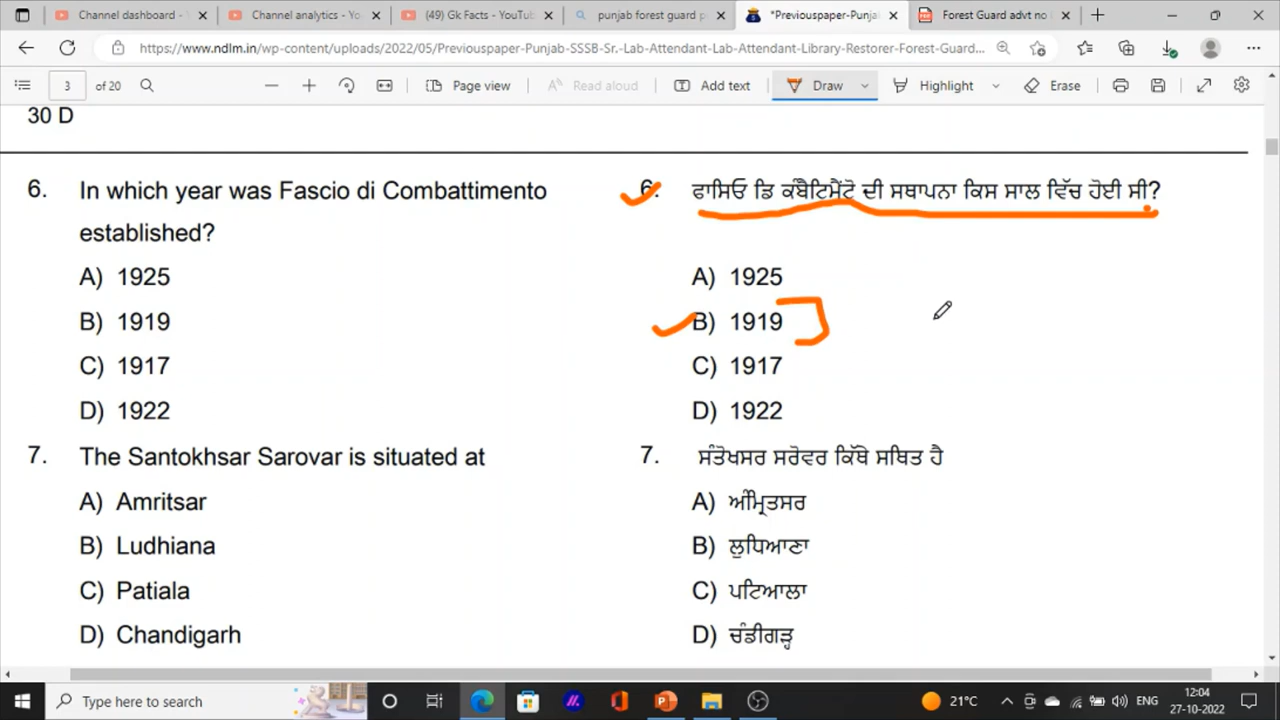 Channel dashboard -
Channel analytics - Yo
(49) Gk Facts - YouTub
punjab forest guard p
*Previouspaper-Punja
Forest Guard advt no
https://www.ndlm.in/wp-content/uploads/2022/05/Previouspaper-Punjab-SSSB-Sr.-Lab-Attendant-Lab-Attendant-Library-Restorer-Forest-Guard...
3 of 20
Page view
Read aloud
Add text
Draw
Highlight
Erase
30 D
6. In which year was Fascio di Combattimento
established?
A) 1925
B) 1919
C) 1917
D) 1922
7. The Santokhsar Sarovar is situated at
A) Amritsar
B) Ludhiana
C) Patiala
D) Chandigarh
6. ਫਾਸਿਓ ਡਿ ਕੰਬੈਟਿਮੈਂਟੋ ਦੀ ਸਥਾਪਨਾ ਕਿਸ ਸਾਲ ਵਿੱਚ ਹੋਈ ਸੀ?
A) 1925
B) 1919
C) 1917
D) 1922
7. ਸੰਤੋਖਸਰ ਸਰੋਵਰ ਕਿੱਥੇ ਸਥਿਤ ਹੈ
A) ਅੰਮ੍ਰਿਤਸਰ
B) ਲੁਧਿਆਣਾ
C) ਪਟਿਆਲਾ
D) ਚੰਡੀਗੜ੍ਹ
Type here to search
21°C
ENG
12:04
27-10-2022